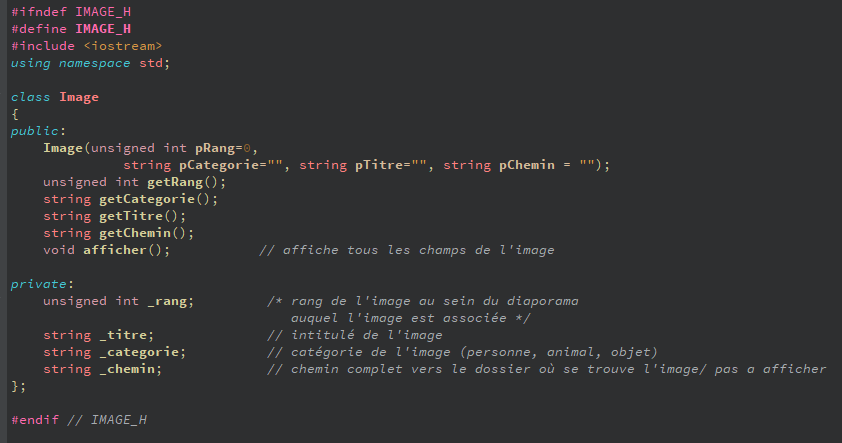 #ifndef IMAGE_H
#define IMAGE_H
#include <iostream>
using namespace std;

class Image
{
public:
    Image(unsigned int pRang=0,
              string pCategorie="", string pTitre="", string pChemin = "");
    unsigned int getRang();
    string getCategorie();
    string getTitre();
    string getChemin();
    void afficher();           // affiche tous les champs de l'image

private:
    unsigned int _rang;         /* rang de l'image au sein du diaporama
                                   auquel l'image est associée */
    string _titre;              // intitulé de l'image
    string _categorie;          // catégorie de l'image (personne, animal, objet)
    string _chemin;             // chemin complet vers le dossier où se trouve l'image/ pas a afficher
};

#endif // IMAGE_H